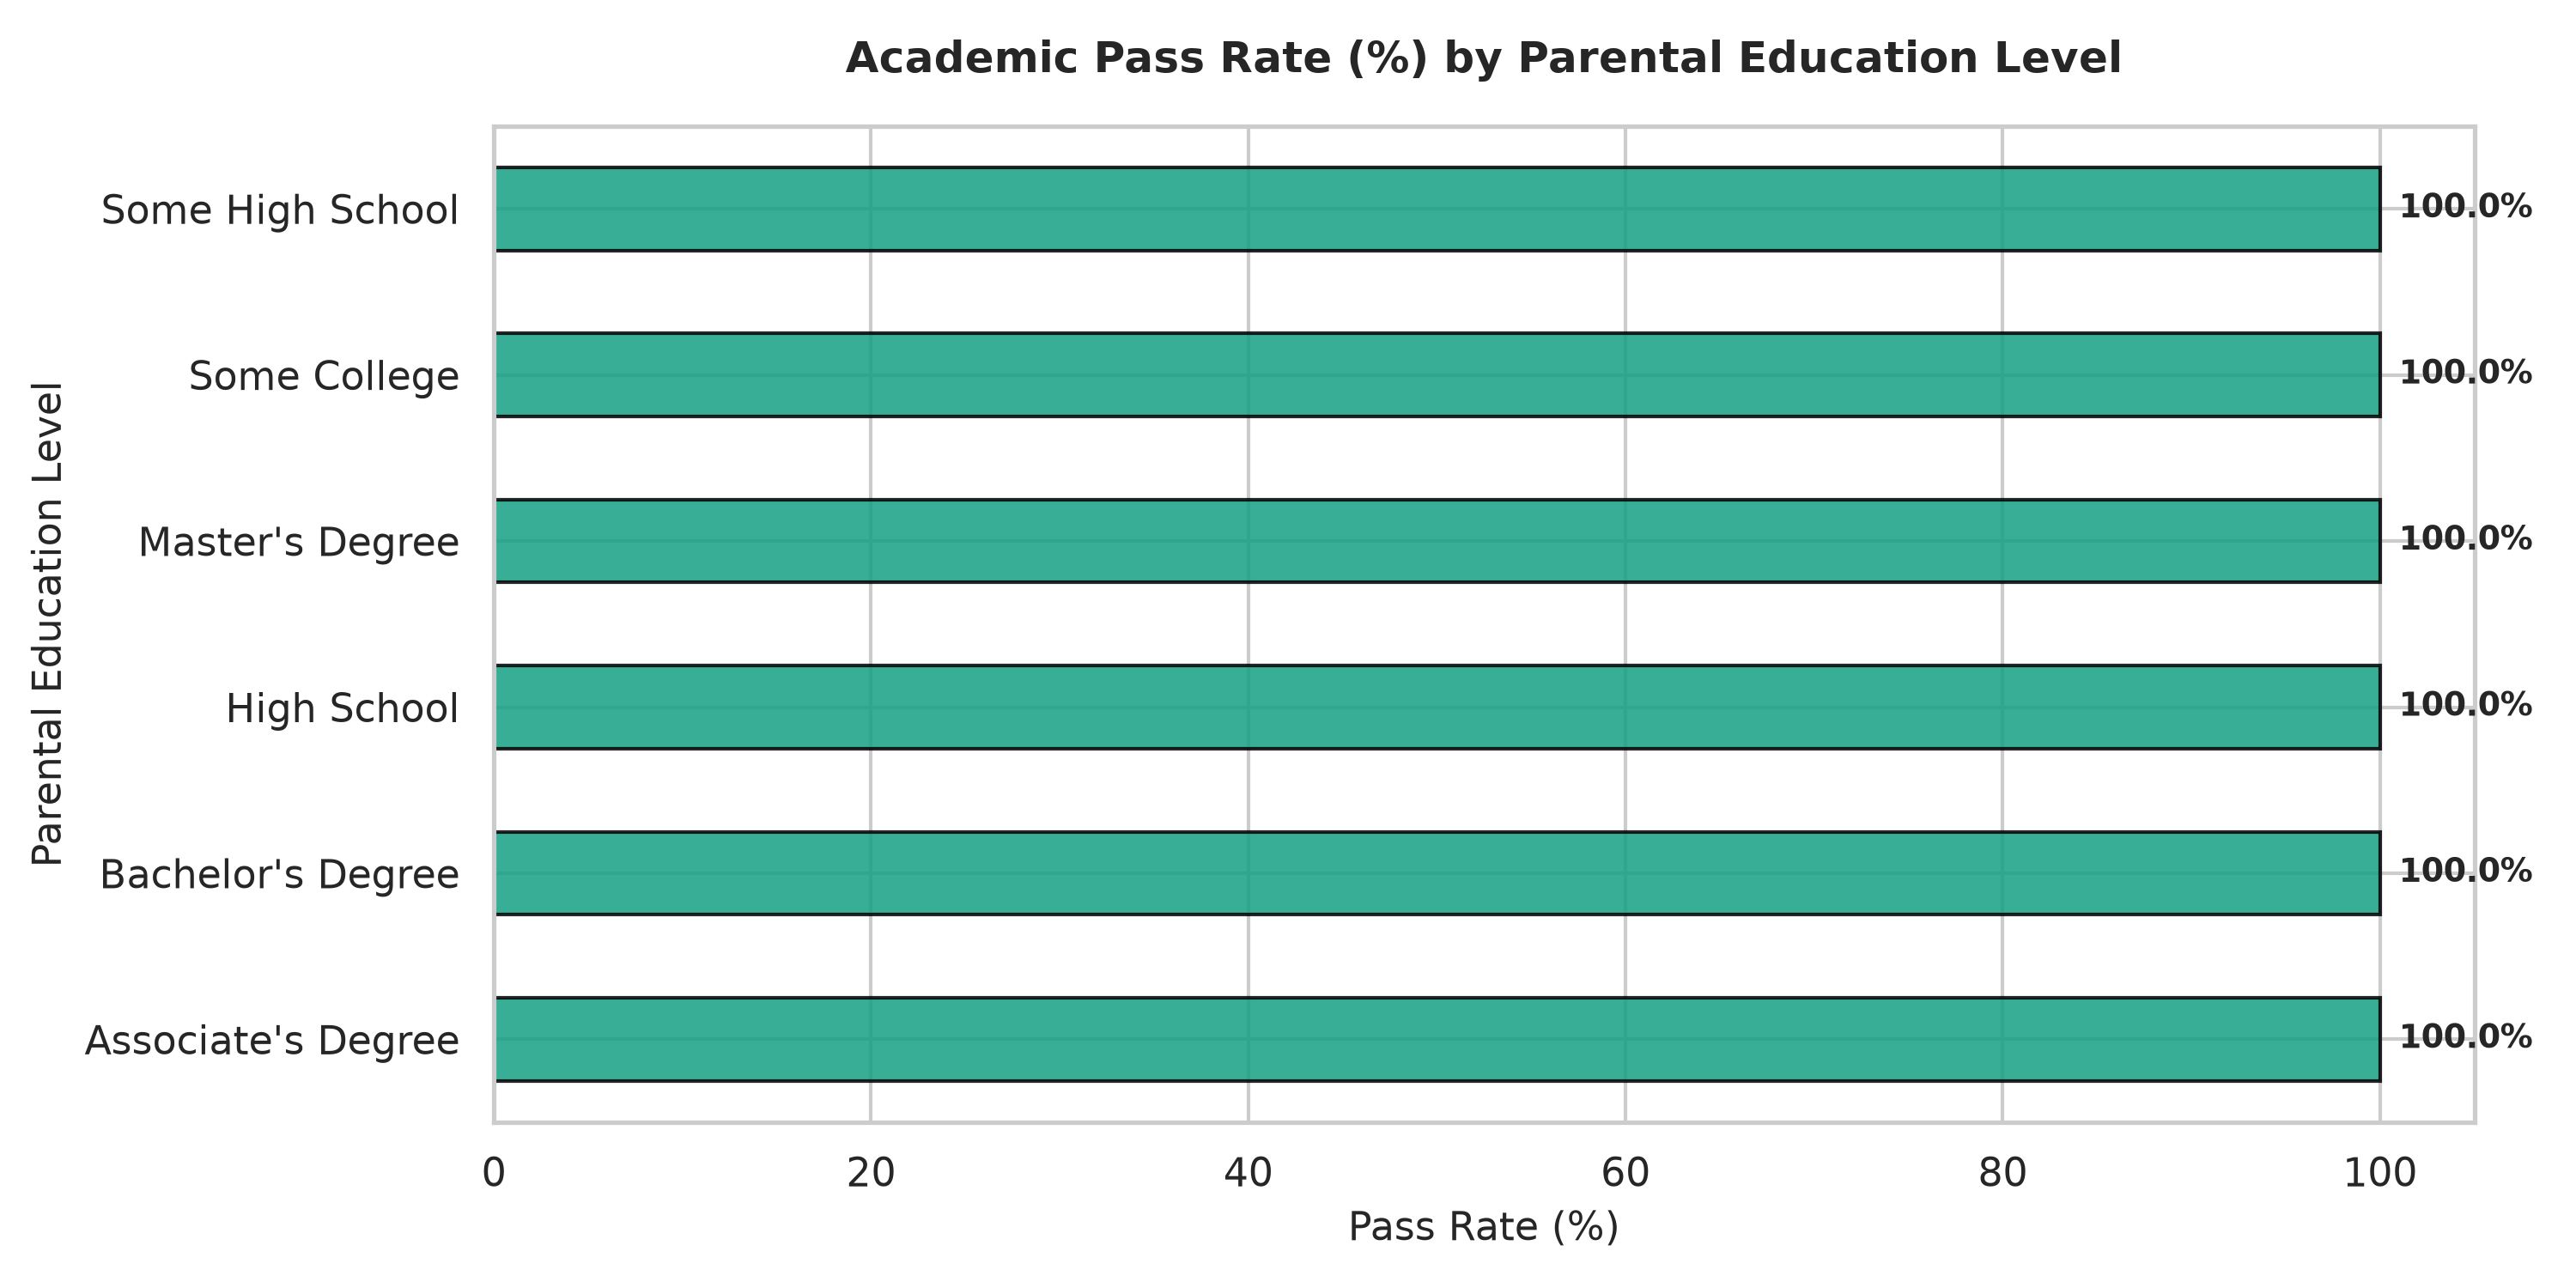 Academic Pass Rate (%) by Parental Education Level
Parental Education Level
Some High School 100.0%
Some College 100.0%
Master's Degree 100.0%
High School 100.0%
Bachelor's Degree 100.0%
Associate's Degree 100.0%
0 20 40 60 80 100
Pass Rate (%)